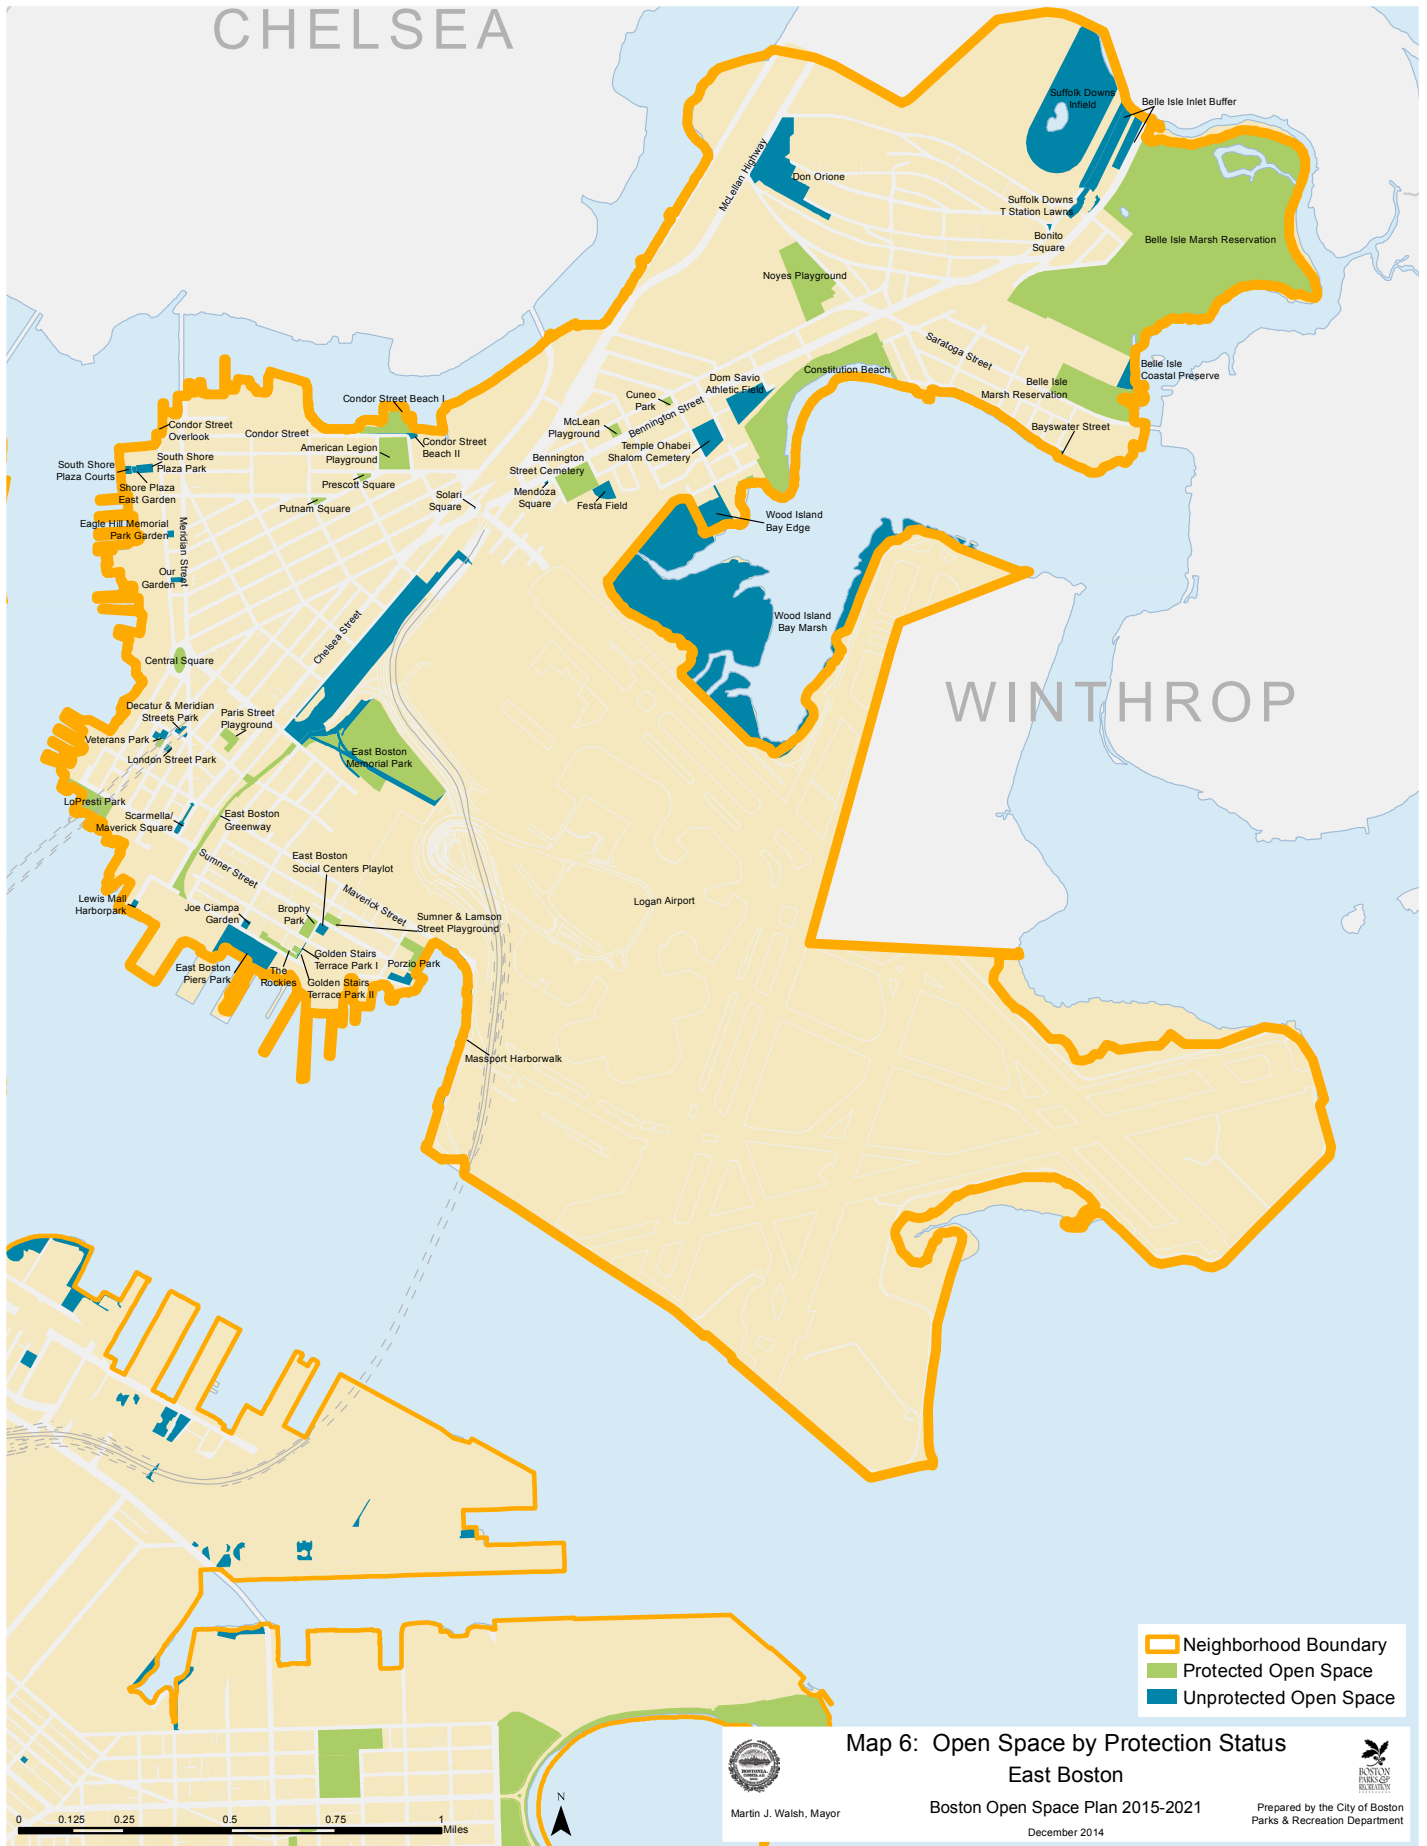 CHELSEA
Suffolk Downs
Infield
Belle Isle Inlet Buffer
McLellan Highway
Don Orione
Suffolk Downs
T Station Lawns
Bonito
Square
Belle Isle Marsh Reservation
Noyes Playground
Saratoga Street
Constitution Beach
Belle Isle
Coastal Preserve
Belle Isle
Marsh Reservation
Bayswater Street
Dom Savio
Athletic Field
Cuneo
Park
Bennington Street
McLean
Playground
Temple Ohabei
Shalom Cemetery
Bennington
Street Cemetery
Mendoza
Square
Festa Field
Solari
Square
Wood Island
Bay Edge
Wood Island
Bay Marsh
Condor Street Beach I
Condor Street
Overlook
Condor Street
Condor Street
Beach II
American Legion
Playground
South Shore
Plaza Courts
South Shore
Plaza Park
Shore Plaza
East Garden
Prescott Square
Putnam Square
Eagle Hill Memorial
Park Garden
Meridian Street
Our
Garden
Chelsea Street
Central Square
WINTHROP
Decatur & Meridian
Streets Park
Paris Street
Playground
Veterans Park
London Street Park
East Boston
Memorial Park
LoPresti Park
Scarmella/
Maverick Square
East Boston
Greenway
Sumner Street
East Boston
Social Centers Playlot
Maverick Street
Lewis Mall
Harborpark
Joe Ciampa
Garden
Brophy
Park
Sumner & Lamson
Street Playground
Logan Airport
East Boston
Piers Park
The
Rockies
Golden Stairs
Terrace Park I
Golden Stairs
Terrace Park II
Porzio Park
Massport Harborwalk
Neighborhood Boundary
Protected Open Space
Unprotected Open Space
Map 6: Open Space by Protection Status
East Boston
Boston Open Space Plan 2015-2021
December 2014
Martin J. Walsh, Mayor
BOSTONIA
BOSTON
PARKS &
RECREATION
Prepared by the City of Boston
Parks & Recreation Department
N
0 0.125 0.25 0.5 0.75 1
Miles